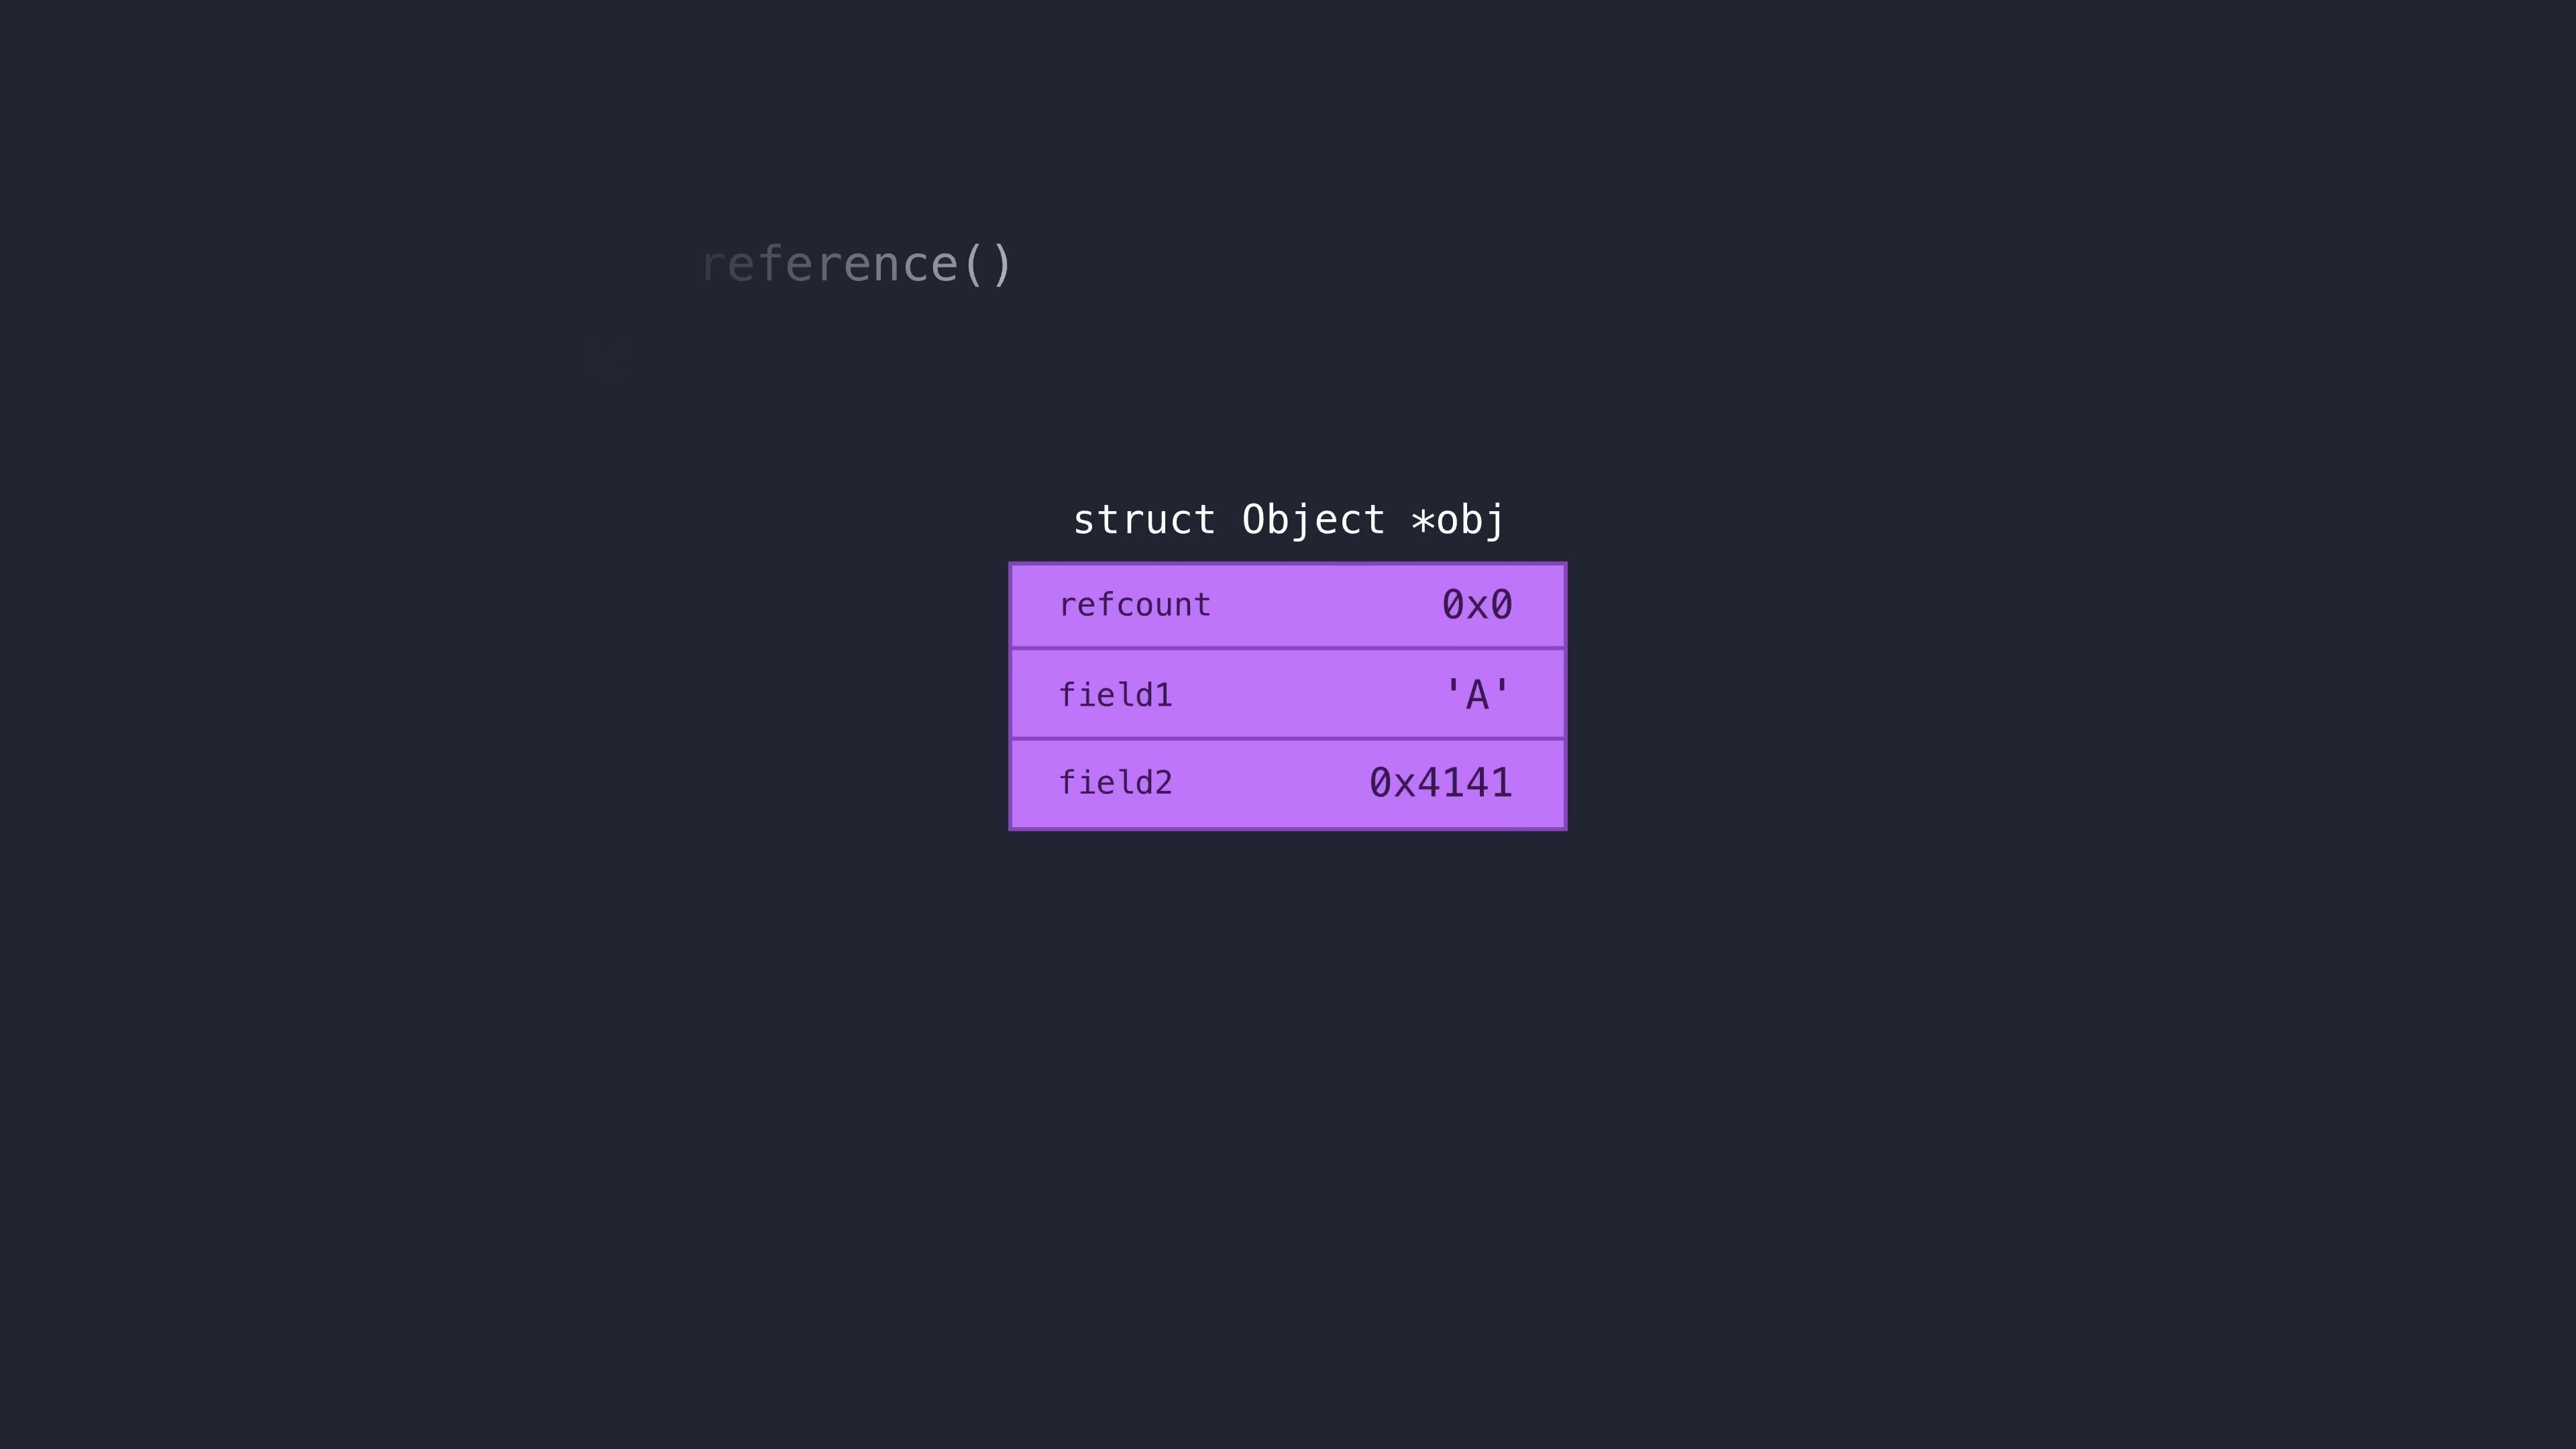 reference()
struct Object *obj
refcount 0x0
field1 'A'
field2 0x4141